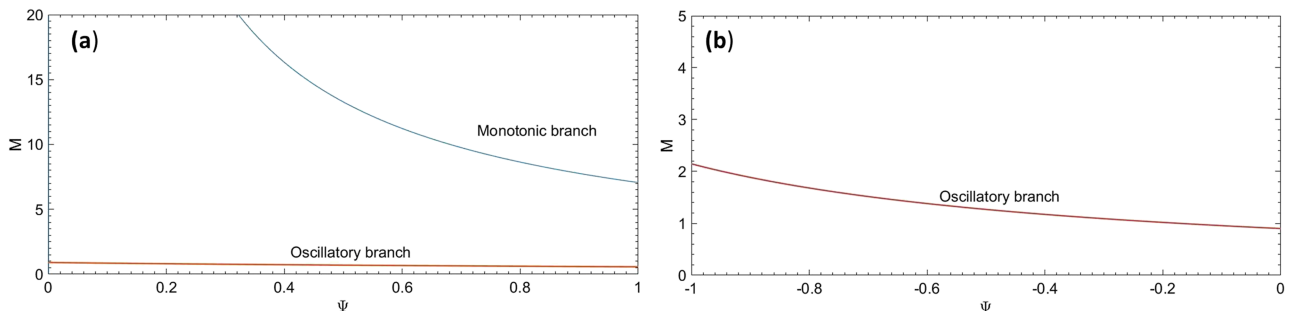 (a)
20
15
10
5
0
M
Monotonic branch
Oscillatory branch
0 0.2 0.4 0.6 0.8 1
Ψ
(b)
5
4
3
2
1
0
M
Oscillatory branch
-1 -0.8 -0.6 -0.4 -0.2 0
Ψ